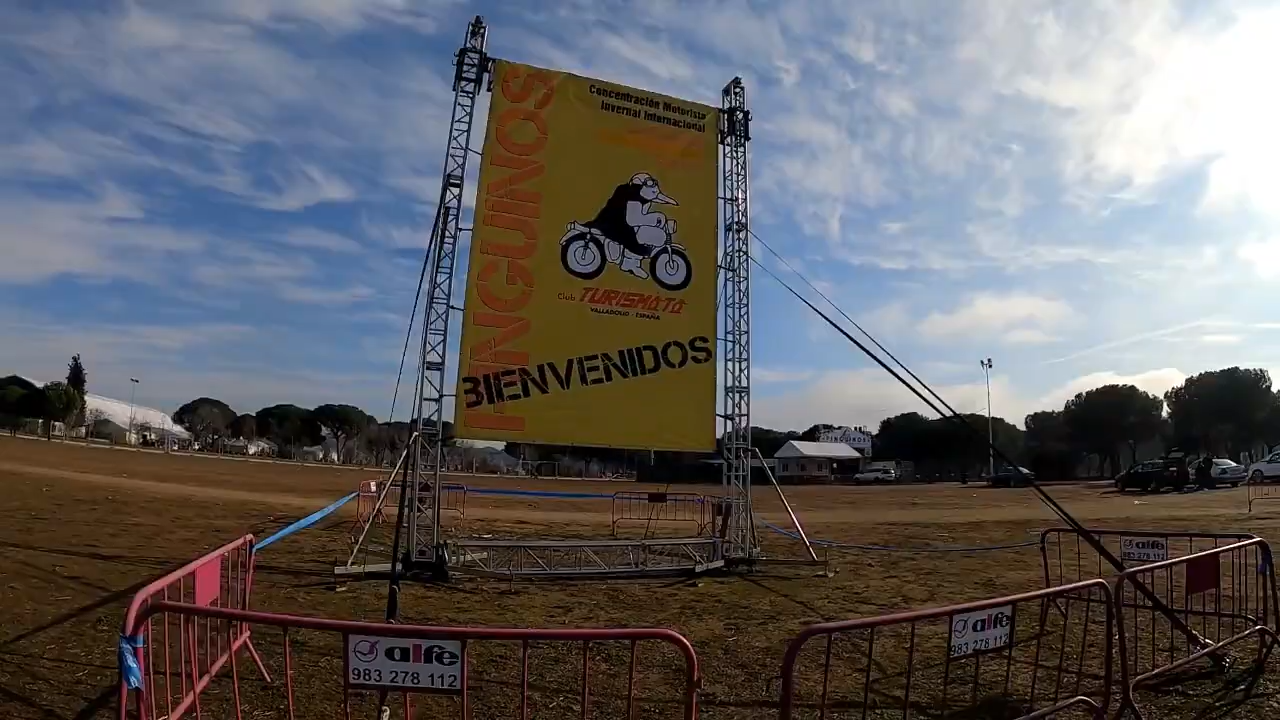 PINGUINOS
Concentración Motorista
Invernal Internacional
Club TURISMOTO
VALLADOLID - ESPAÑA
BIENVENIDOS
PINGUINOS
alfe
983 278 112
alfe
983 278 112
alfe
983 278 112